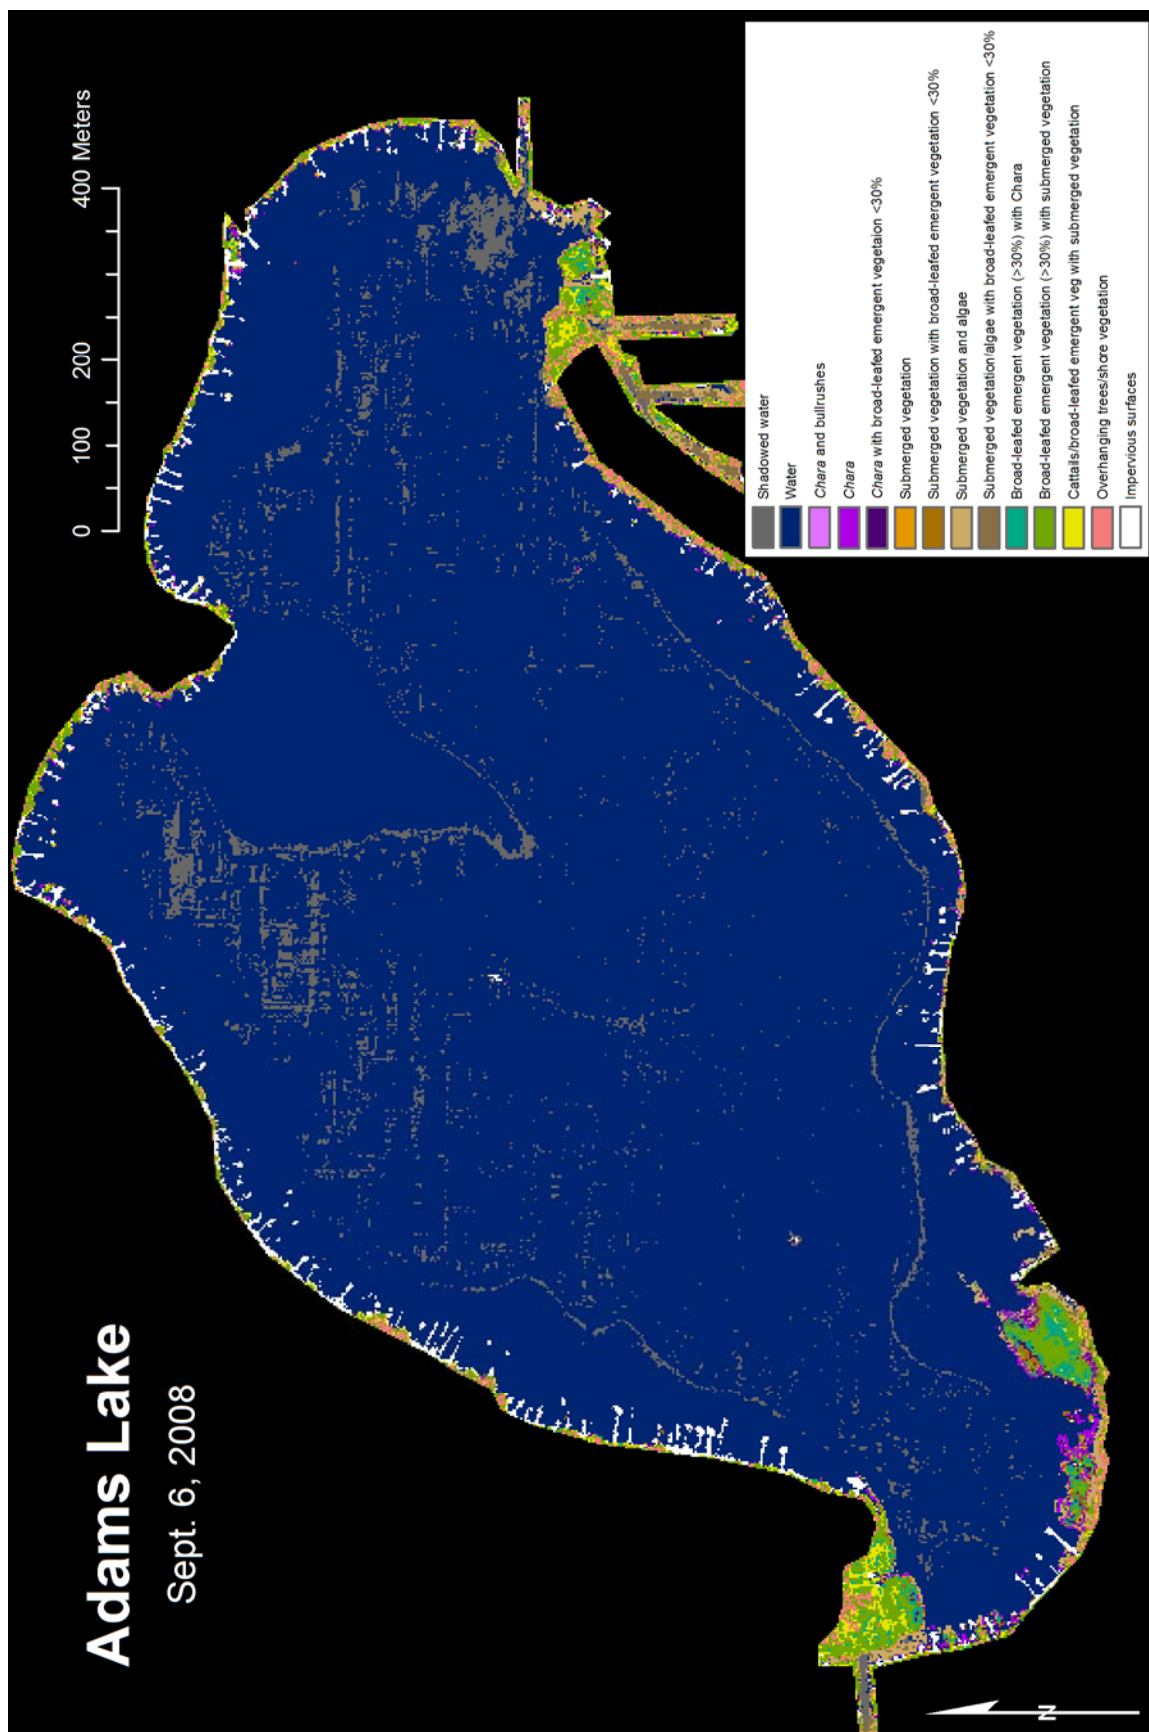 Adams Lake
Sept. 6, 2008
0 100 200 400 Meters
Shadowed water
Water
Chara and bullrushes
Chara
Chara with broad-leafed emergent vegetaion <30%
Submerged vegetation
Submerged vegetation with broad-leafed emergent vegetation <30%
Submerged vegetation and algae
Submerged vegetation/algae with broad-leafed emergent vegetation <30%
Broad-leafed emergent vegetation (>30%) with Chara
Broad-leafed emergent vegetation (>30%) with submerged vegetation
Cattails/broad-leafed emergent veg with submerged vegetation
Overhanging trees/shore vegetation
Impervious surfaces
N